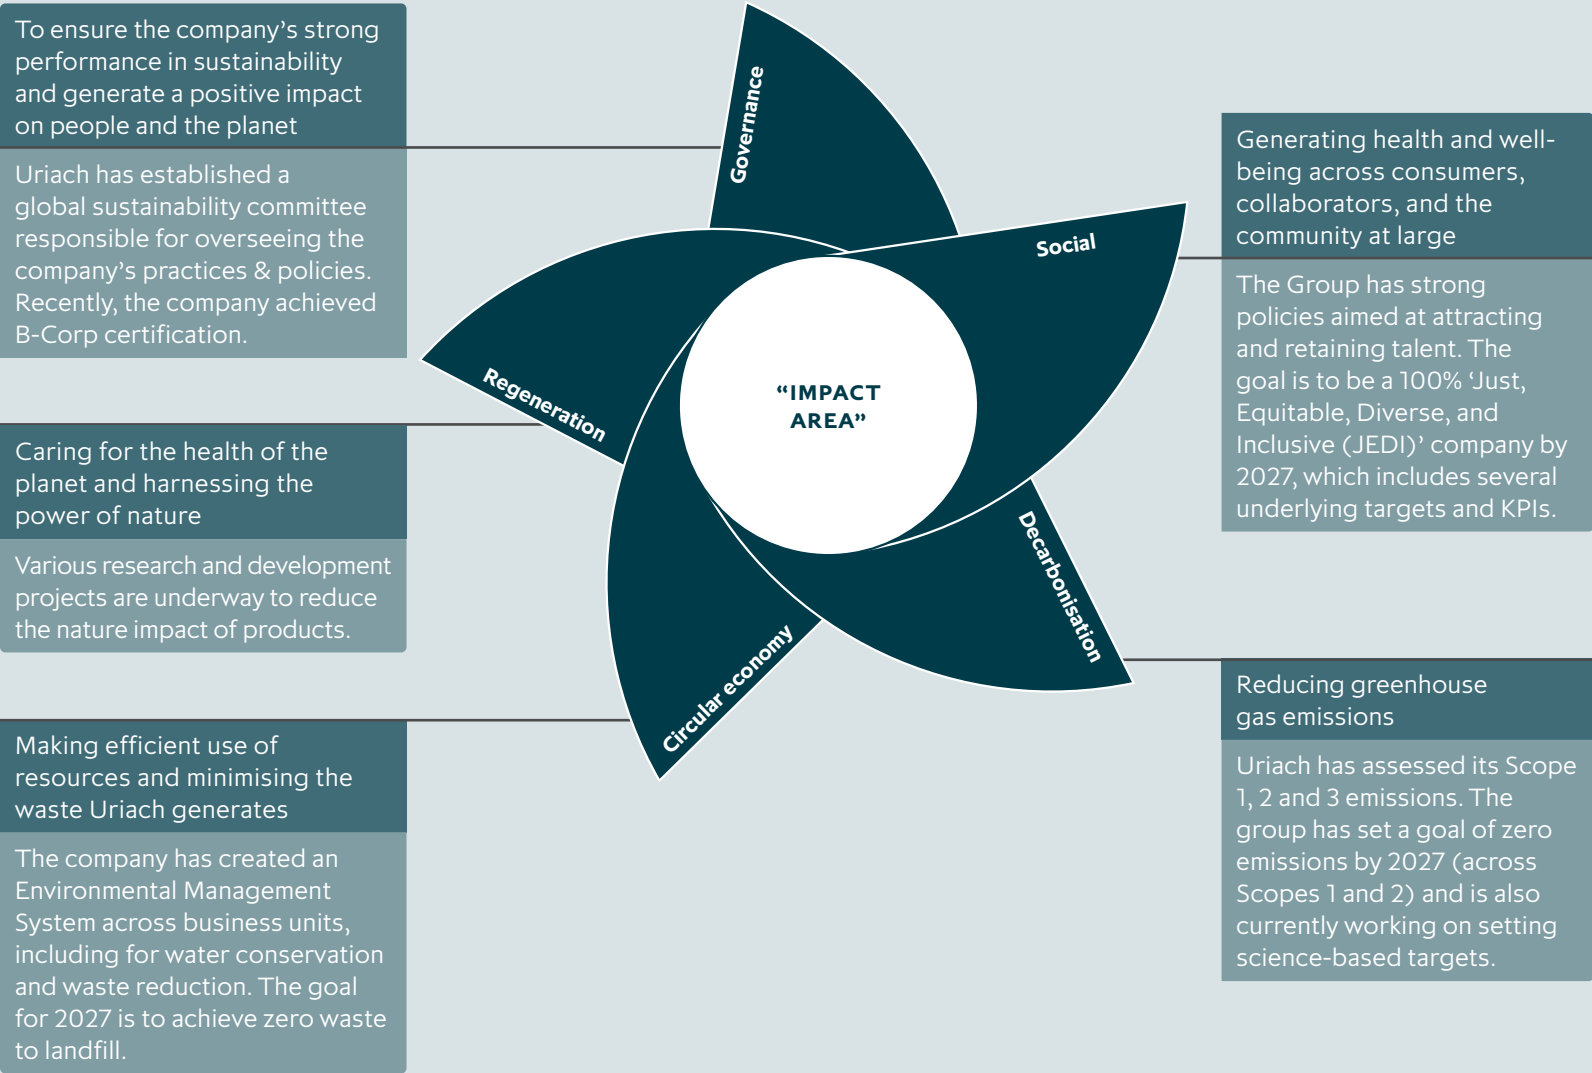 To ensure the company’s strong
performance in sustainability
and generate a positive impact
on people and the planet
Uriach has established a
global sustainability committee
responsible for overseeing the
company’s practices & policies.
Recently, the company achieved
B-Corp certification.
Caring for the health of the
planet and harnessing the
power of nature
Various research and development
projects are underway to reduce
the nature impact of products.
Making efficient use of
resources and minimising the
waste Uriach generates
The company has created an
Environmental Management
System across business units,
including for water conservation
and waste reduction. The goal
for 2027 is to achieve zero waste
to landfill.
Governance
Social
Regeneration
“IMPACT
AREA”
Decarbonisation
Circular economy
Generating health and well-
being across consumers,
collaborators, and the
community at large
The Group has strong
policies aimed at attracting
and retaining talent. The
goal is to be a 100% ‘Just,
Equitable, Diverse, and
Inclusive (JEDI)’ company by
2027, which includes several
underlying targets and KPIs.
Reducing greenhouse
gas emissions
Uriach has assessed its Scope
1, 2 and 3 emissions. The
group has set a goal of zero
emissions by 2027 (across
Scopes 1 and 2) and is also
currently working on setting
science-based targets.